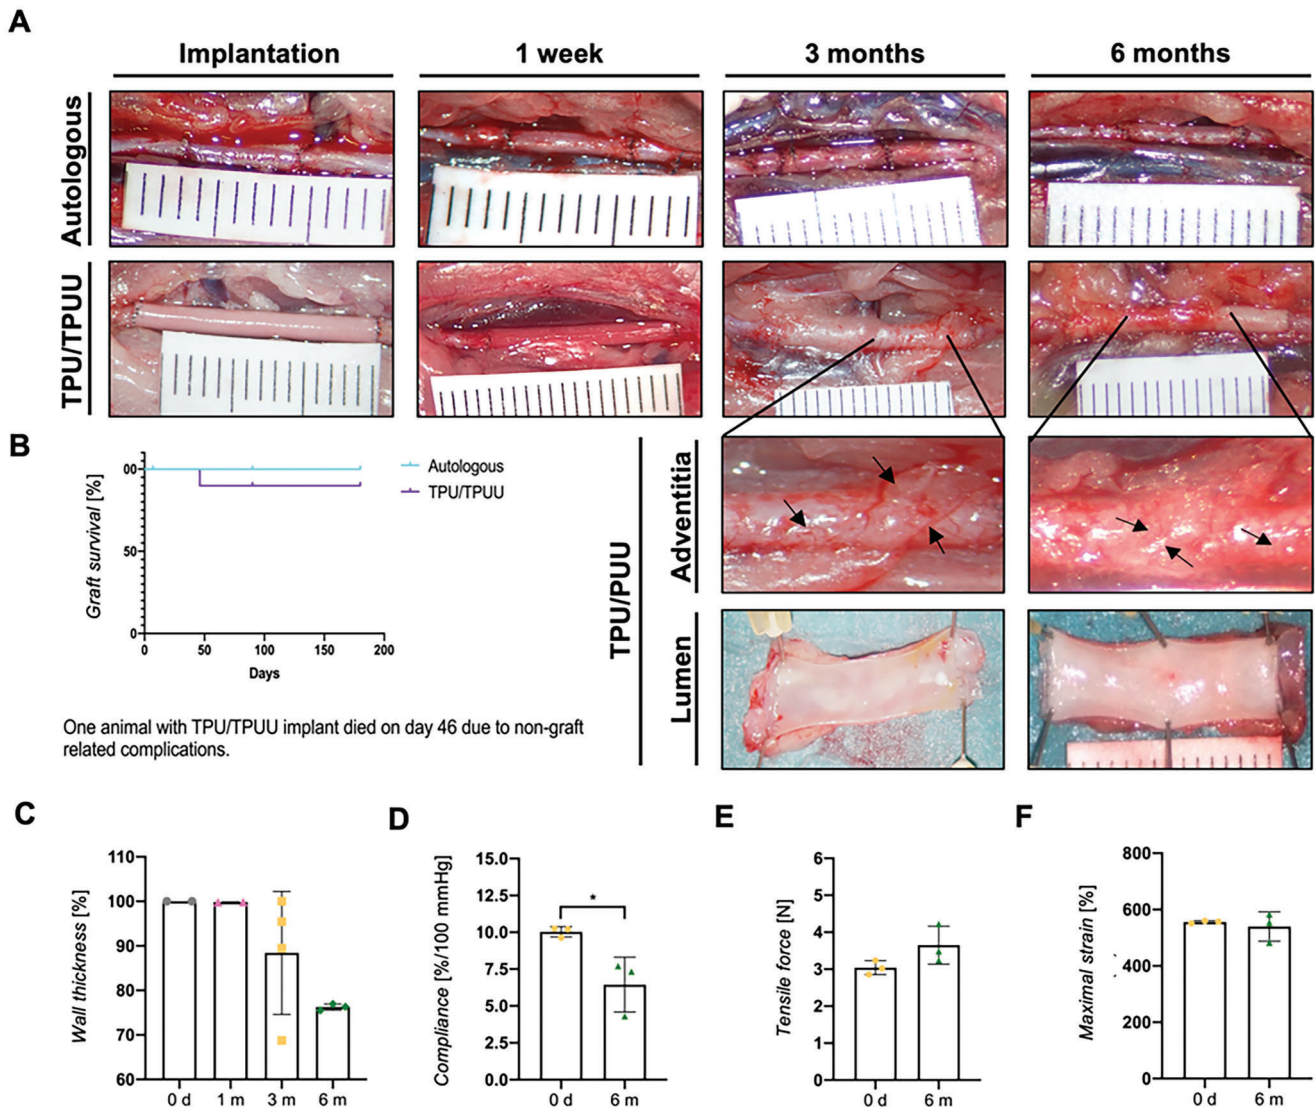 A
Implantation
1 week
3 months
6 months
Autologous
TPU/TPUU
B
Graft survival [%]
00
50
0
0
50
100
150
200
Days
Autologous
TPU/TPUU
One animal with TPU/TPUU implant died on day 46 due to non-graft
related complications.
TPU/PUU
Adventitia
Lumen
C
Wall thickness [%]
110
100
90
80
70
60
0 d
1 m
3 m
6 m
D
Compliance [%/100 mmHg]
15.0
12.5
10.0
7.5
5.0
2.5
0.0
*
0 d
6 m
E
Tensile force [N]
6
5
4
3
2
1
0
0 d
6 m
F
Maximal strain [%]
800
600
400
200
0
0 d
6 m